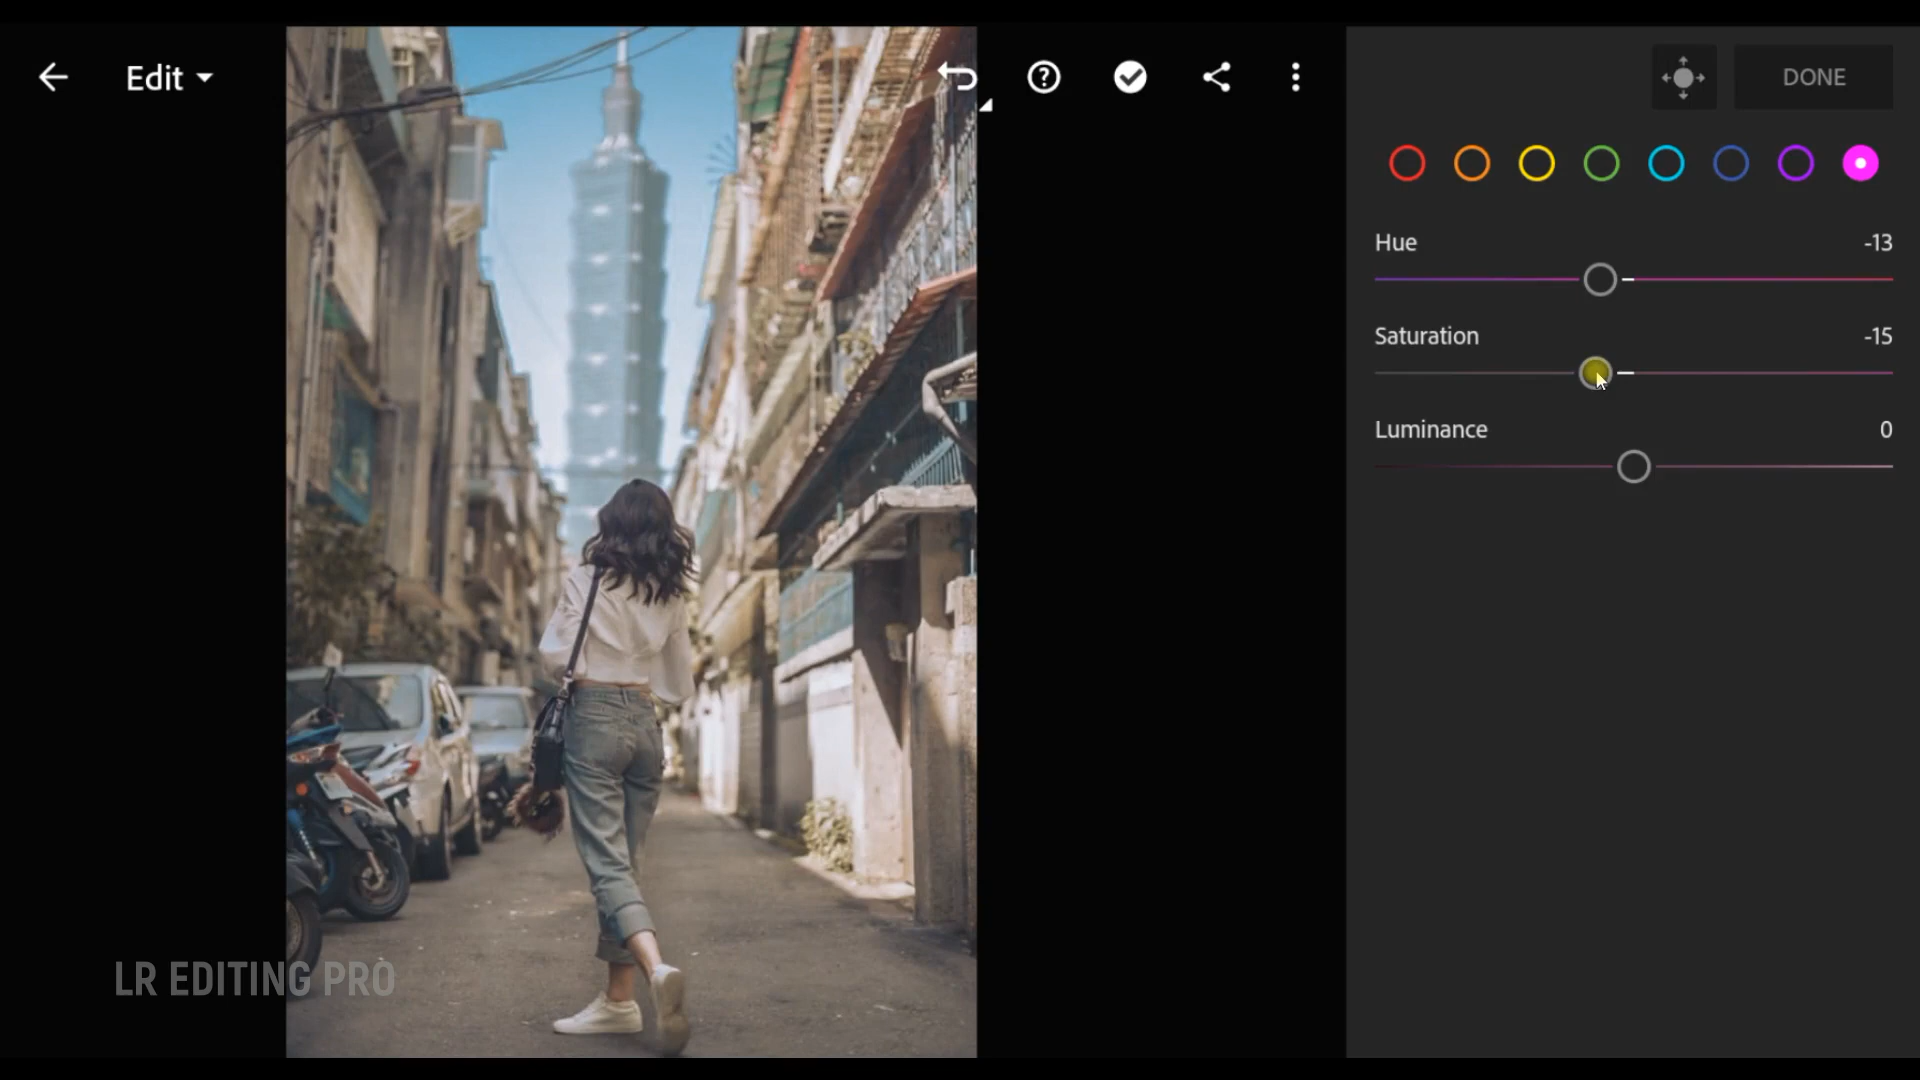 Edit
DONE
Hue -13
Saturation -15
Luminance 0
LR EDITING PRO